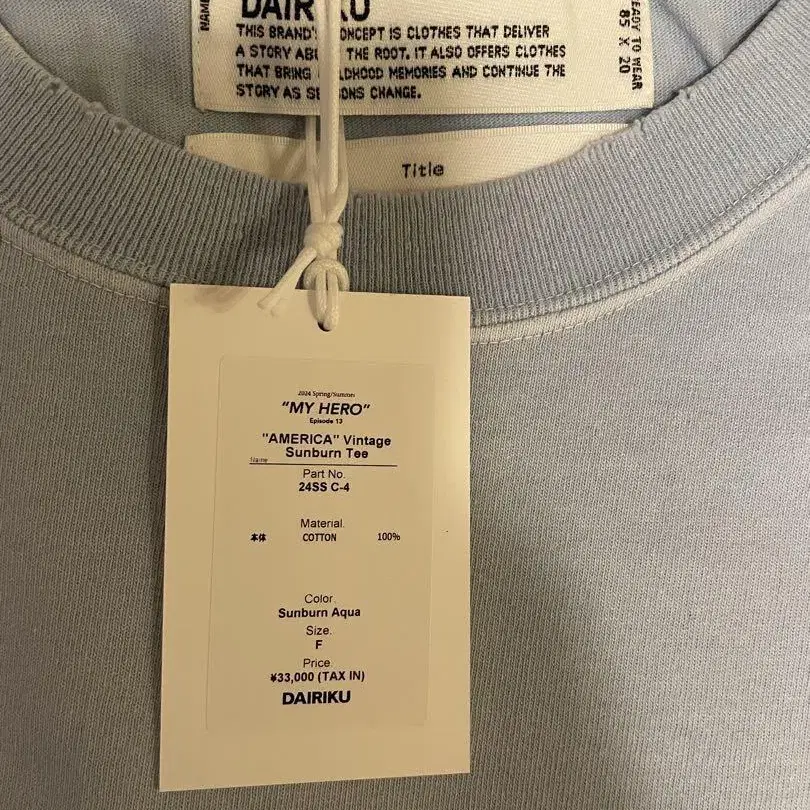 NAME
DAIRIKU
THIS BRAND'S CONCEPT IS CLOTHES THAT DELIVER
A STORY ABOUT THE ROOT. IT ALSO OFFERS CLOTHES
THAT BRING CHILDHOOD MEMORIES AND CONTINUE THE
STORY AS SEASONS CHANGE.
READY TO WEAR
85 X 20
Title
2024 Spring/Summer
"MY HERO"
Episode 13
"AMERICA" Vintage
Sunburn Tee
Name
Part No.
24SS C-4
Material.
本体 COTTON 100%
Color.
Sunburn Aqua
Size.
F
Price.
¥33,000 (TAX IN)
DAIRIKU